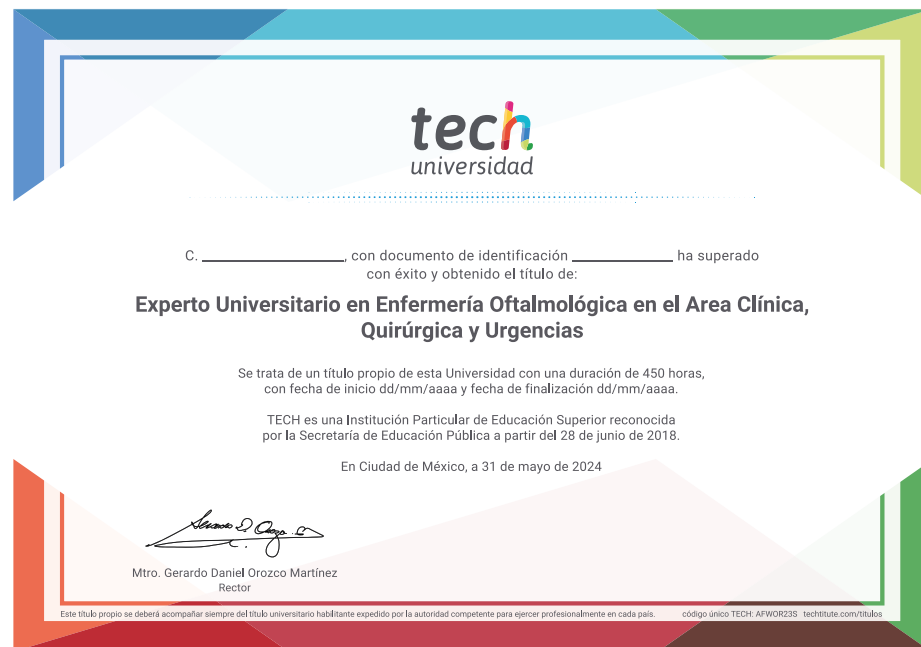 tech
universidad
C. ____________, con documento de identificación ____________ ha superado
con éxito y obtenido el título de:
Experto Universitario en Enfermería Oftalmológica en el Area Clínica,
Quirúrgica y Urgencias
Se trata de un título propio de esta Universidad con una duración de 450 horas,
con fecha de inicio dd/mm/aaaa y fecha de finalización dd/mm/aaaa.
TECH es una Institución Particular de Educación Superior reconocida
por la Secretaría de Educación Pública a partir del 28 de junio de 2018.
En Ciudad de México, a 31 de mayo de 2024
Mtro. Gerardo Daniel Orozco Martínez
Rector
Este título propio se deberá acompañar siempre del título universitario habilitante expedido por la autoridad competente para ejercer profesionalmente en cada país. código único TECH: AFWOR23S techtitute.com/titulos